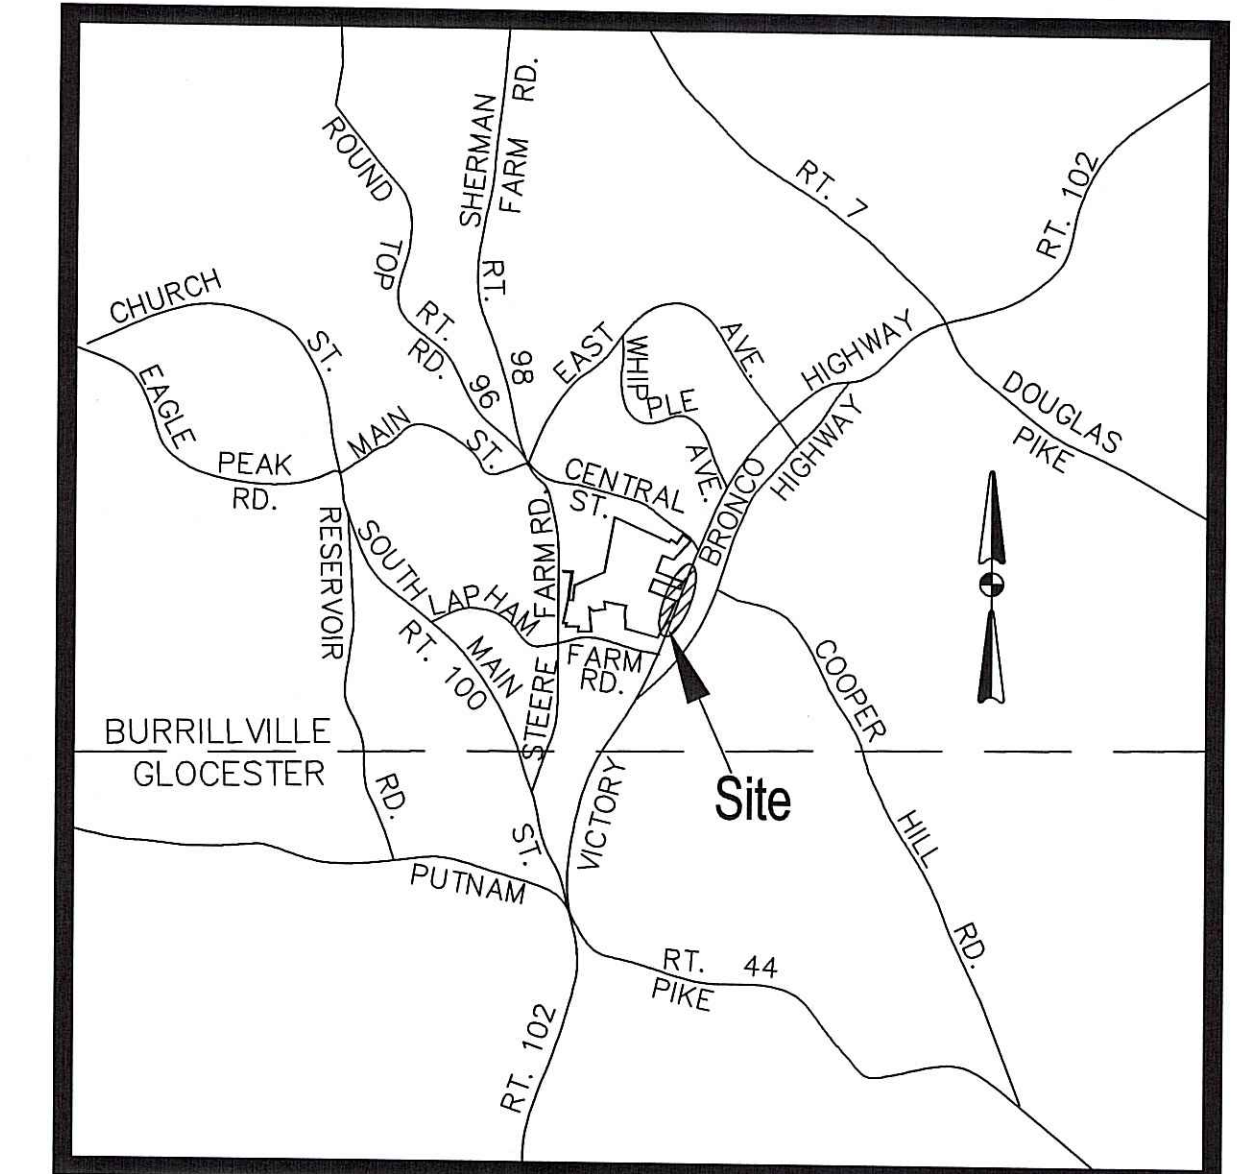 ROUND
TOP
RT. 96
RD.
SHERMAN
FARM RD.
RT. 98
RT. 7
RT. 102
CHURCH
ST.
EAGLE
PEAK
RD.
MAIN
ST.
EAST
AVE.
WHIPPLE
AVE.
HIGHWAY
BRONCO
HIGHWAY
DOUGLAS
PIKE
CENTRAL
ST.
RESERVOIR
RD.
SOUTH
MAIN
ST.
RT. 100
LAPHAM
FARM
RD.
STEERE
FARM RD.
COOPER
HILL
RD.
BURRILLVILLE
GLOCESTER
Site
VICTORY
PUTNAM
PIKE
RT. 44
RT. 102